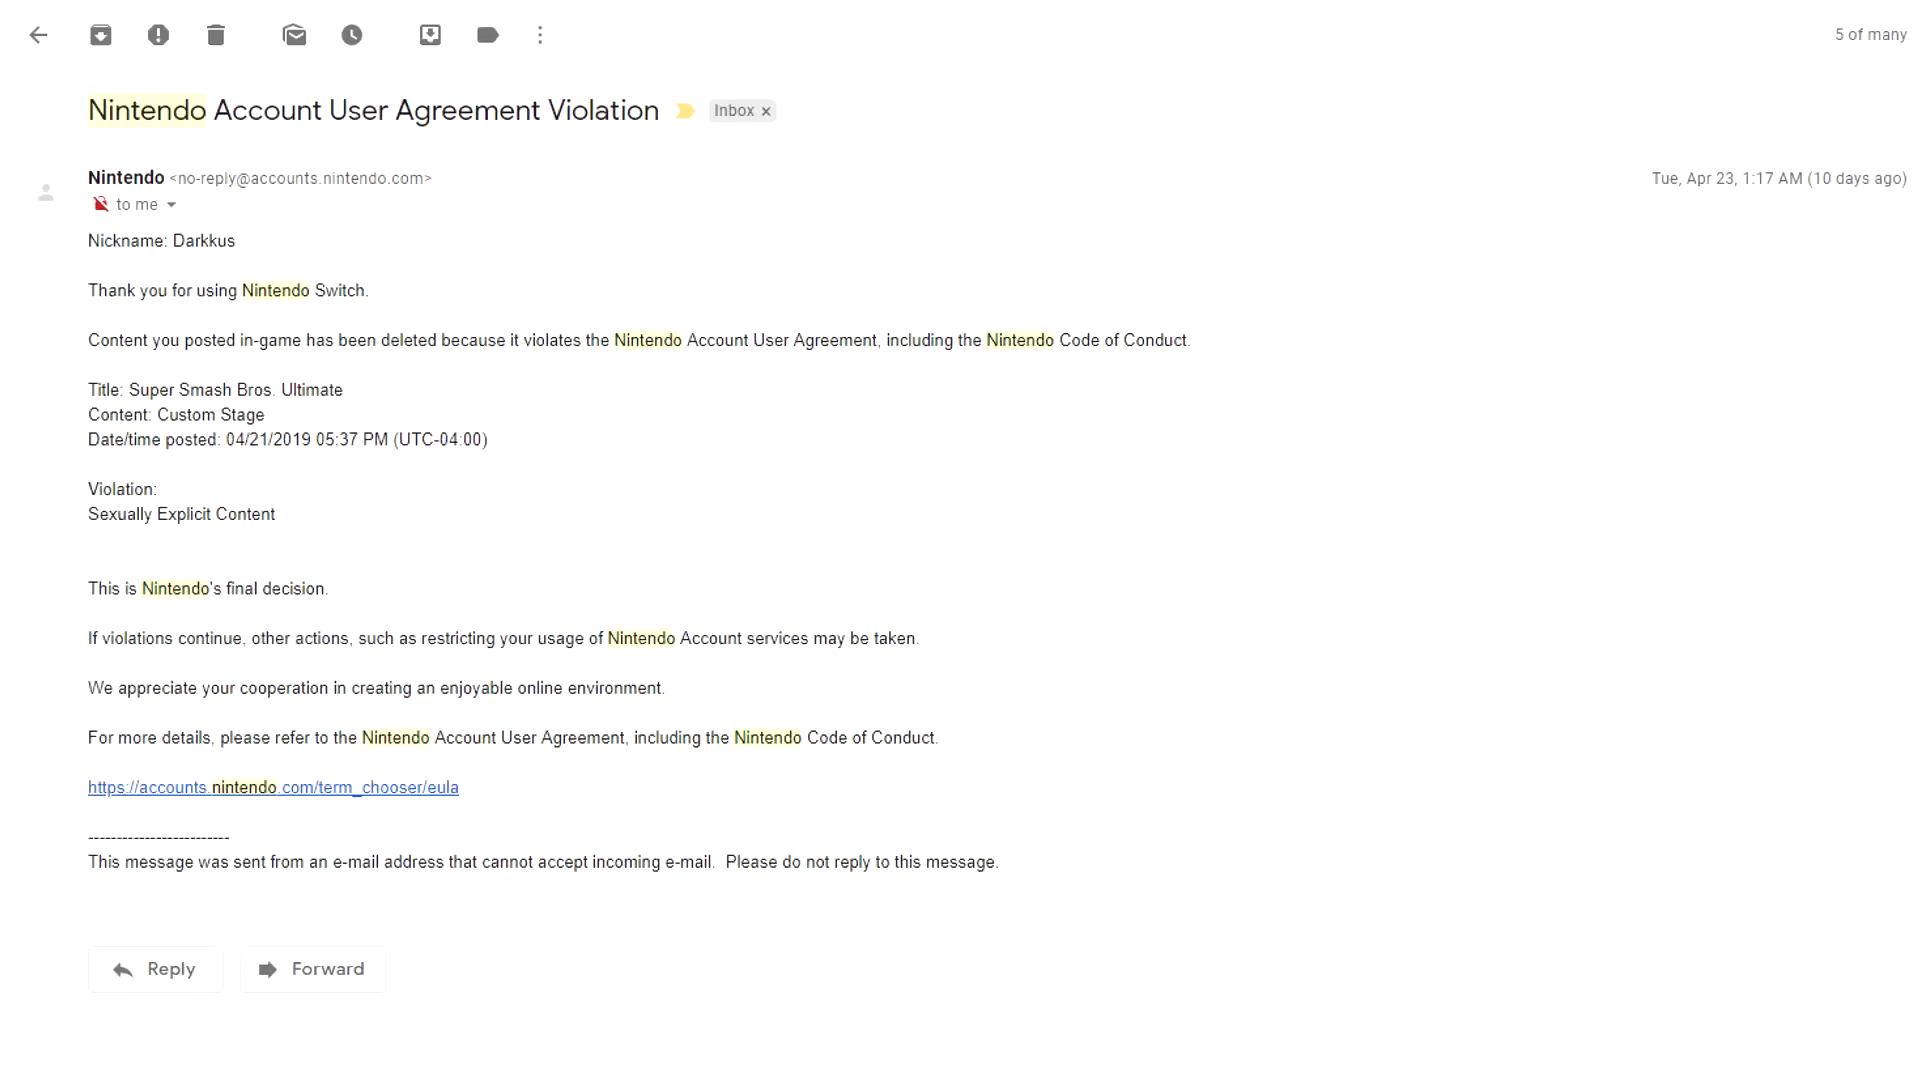 5 of many
Nintendo Account User Agreement Violation Inbox x
Nintendo <no-reply@accounts.nintendo.com> Tue, Apr 23, 1:17 AM (10 days ago)
to me
Nickname: Darkkus
Thank you for using Nintendo Switch.
Content you posted in-game has been deleted because it violates the Nintendo Account User Agreement, including the Nintendo Code of Conduct.
Title: Super Smash Bros. Ultimate
Content: Custom Stage
Date/time posted: 04/21/2019 05:37 PM (UTC-04:00)
Violation:
Sexually Explicit Content
This is Nintendo's final decision.
If violations continue, other actions, such as restricting your usage of Nintendo Account services may be taken.
We appreciate your cooperation in creating an enjoyable online environment.
For more details, please refer to the Nintendo Account User Agreement, including the Nintendo Code of Conduct.
https://accounts.nintendo.com/term_chooser/eula
-------------------------
This message was sent from an e-mail address that cannot accept incoming e-mail.  Please do not reply to this message.
Reply Forward